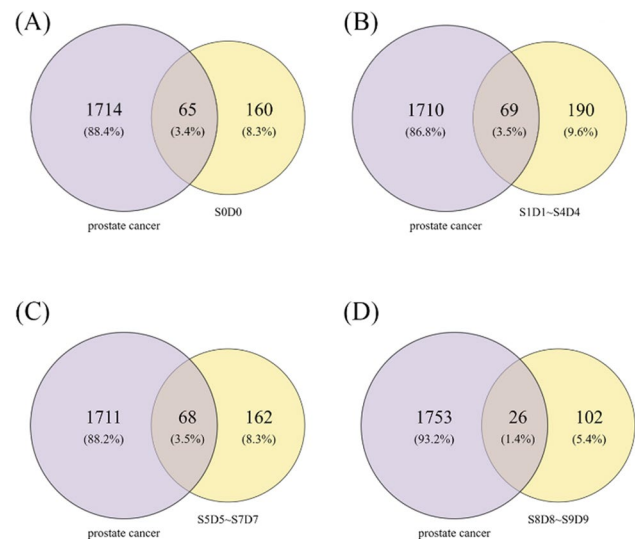 (A)
1714 65 160
(88.4%) (3.4%) (8.3%)
S0D0
prostate cancer
(B)
1710 69 190
(86.8%) (3.5%) (9.6%)
S1D1~S4D4
prostate cancer
(C)
1711 68 162
(88.2%) (3.5%) (8.3%)
S5D5~S7D7
prostate cancer
(D)
1753 26 102
(93.2%) (1.4%) (5.4%)
S8D8~S9D9
prostate cancer